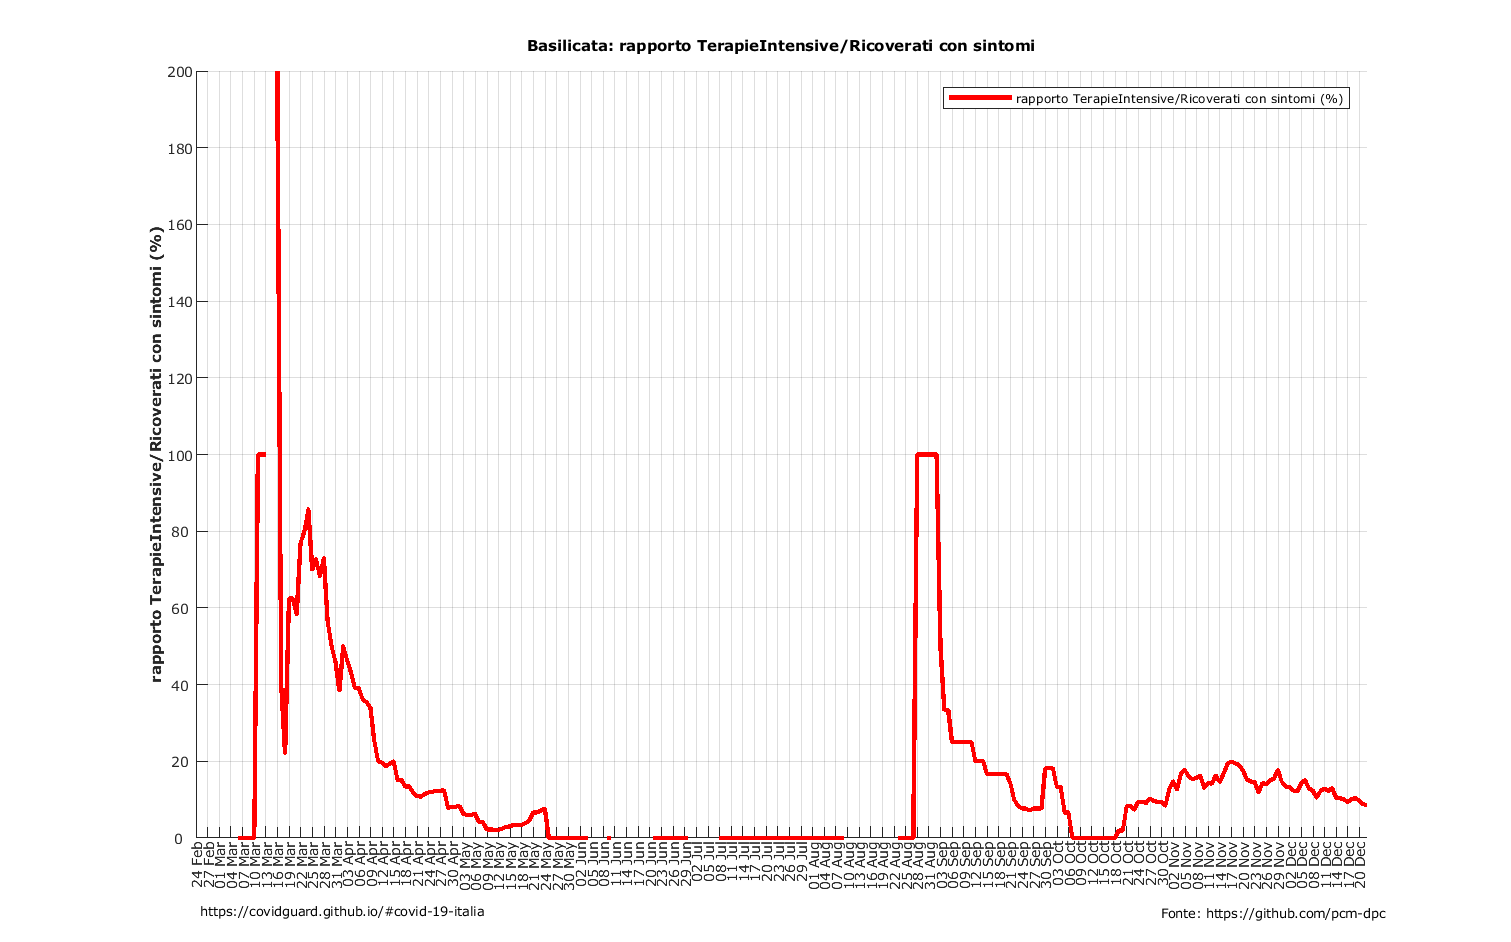 Basilicata: rapporto TerapieIntensive/Ricoverati con sintomi
rapporto TerapieIntensive/Ricoverati con sintomi (%)
rapporto TerapieIntensive/Ricoverati con sintomi (%)
200
180
160
140
120
100
80
60
40
20
0
24 Feb
27 Feb
01 Mar
04 Mar
07 Mar
10 Mar
13 Mar
16 Mar
19 Mar
22 Mar
25 Mar
28 Mar
31 Mar
03 Apr
06 Apr
09 Apr
12 Apr
15 Apr
18 Apr
21 Apr
24 Apr
27 Apr
30 Apr
03 May
06 May
09 May
12 May
15 May
18 May
21 May
24 May
27 May
30 May
02 Jun
05 Jun
08 Jun
11 Jun
14 Jun
17 Jun
20 Jun
23 Jun
26 Jun
29 Jun
02 Jul
05 Jul
08 Jul
11 Jul
14 Jul
17 Jul
20 Jul
23 Jul
26 Jul
29 Jul
01 Aug
04 Aug
07 Aug
10 Aug
13 Aug
16 Aug
19 Aug
22 Aug
25 Aug
28 Aug
31 Aug
03 Sep
06 Sep
09 Sep
12 Sep
15 Sep
18 Sep
21 Sep
24 Sep
27 Sep
30 Sep
03 Oct
06 Oct
09 Oct
12 Oct
15 Oct
18 Oct
21 Oct
24 Oct
27 Oct
30 Oct
02 Nov
05 Nov
08 Nov
11 Nov
14 Nov
17 Nov
20 Nov
23 Nov
26 Nov
29 Nov
02 Dec
05 Dec
08 Dec
11 Dec
14 Dec
17 Dec
20 Dec
https://covidguard.github.io/#covid-19-italia
Fonte: https://github.com/pcm-dpc